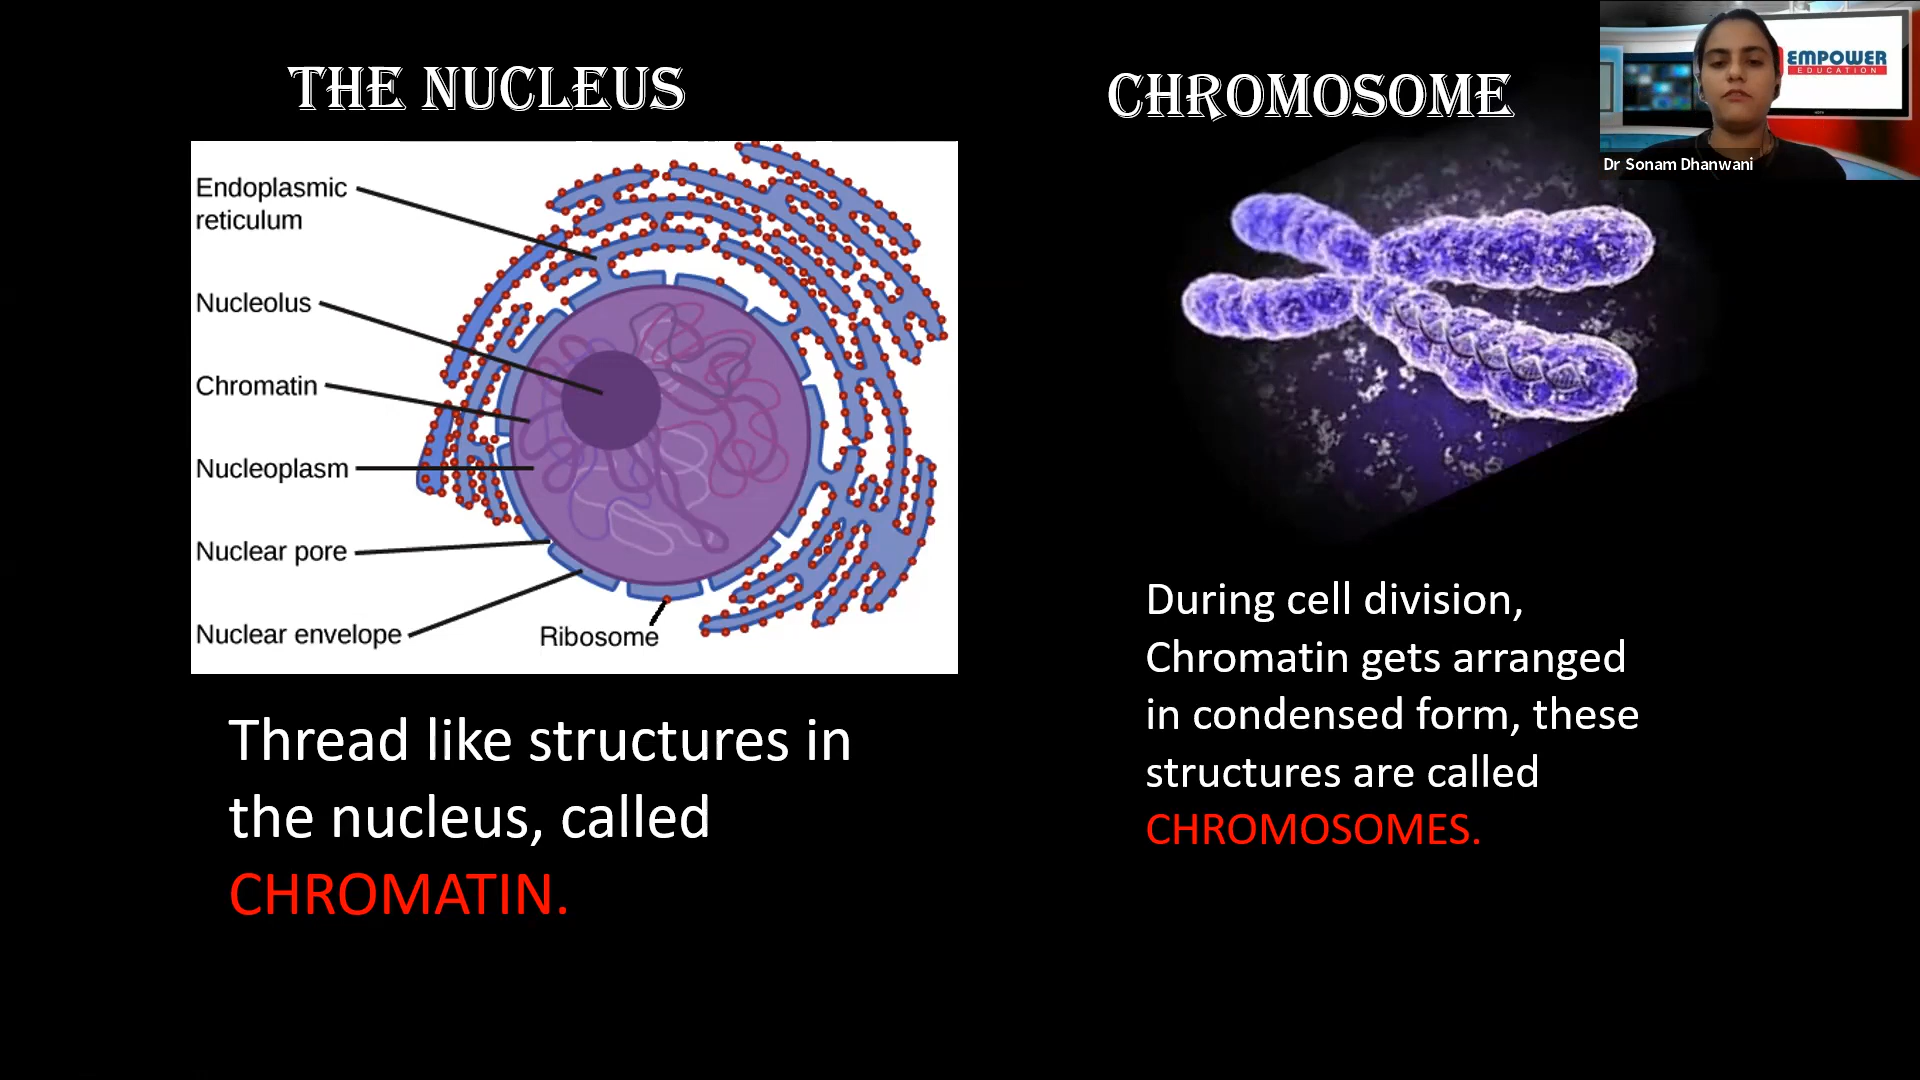 THE NUCLEUS
Endoplasmic
reticulum
Nucleolus
Chromatin
Nucleoplasm
Nuclear pore
Nuclear envelope
Ribosome
Thread like structures in
the nucleus, called
CHROMATIN.
CHROMOSOME
During cell division,
Chromatin gets arranged
in condensed form, these
structures are called
CHROMOSOMES.
EMPOWER
EDUCATION
Dr Sonam Dhanwani